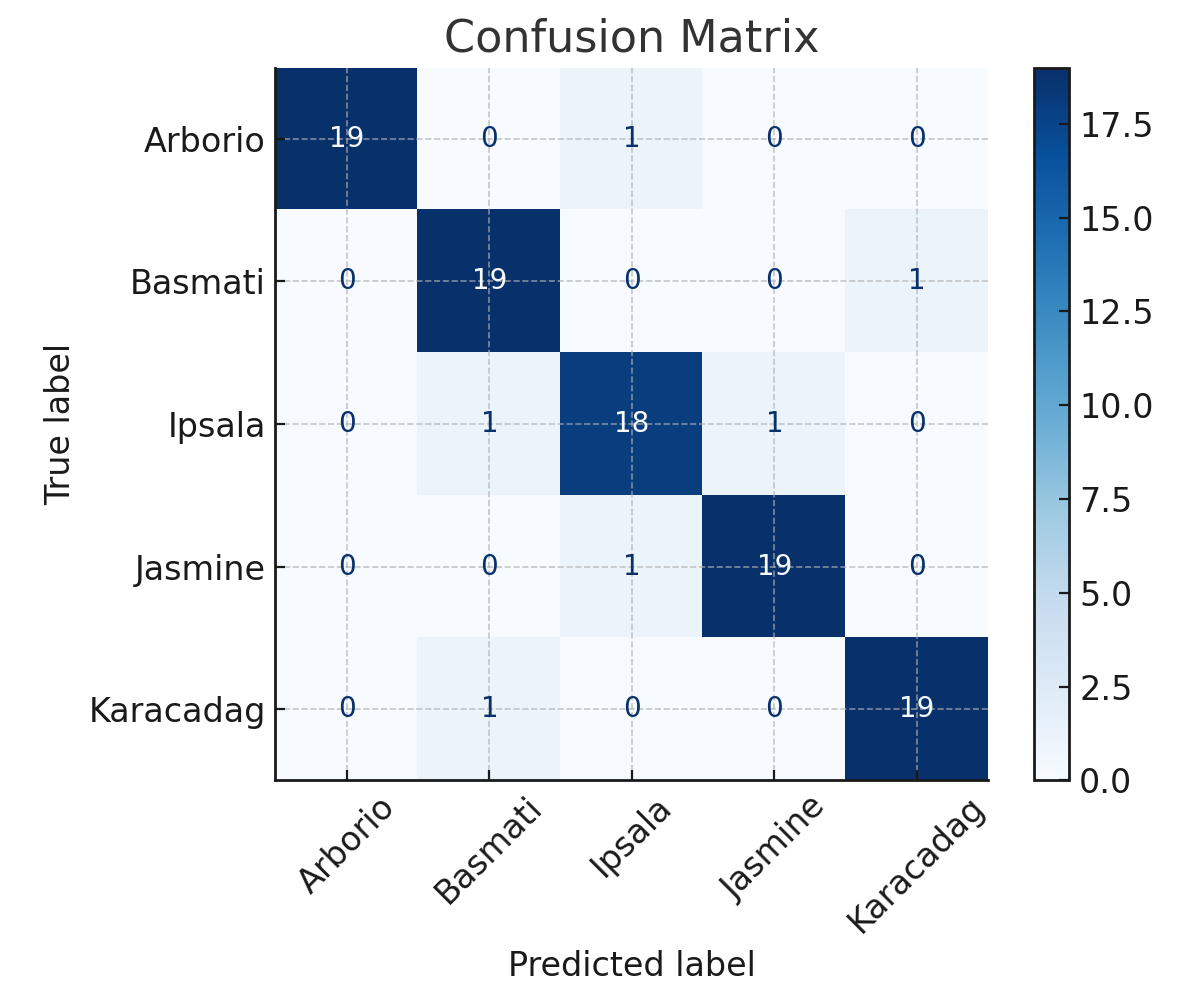 Confusion Matrix
Arborio 19 0 1 0 0
Basmati 0 19 0 0 1
Ipsala 0 1 18 1 0
Jasmine 0 0 1 19 0
Karacadag 0 1 0 0 19
True label
Arborio Basmati Ipsala Jasmine Karacadag
Predicted label
17.5
15.0
12.5
10.0
7.5
5.0
2.5
0.0